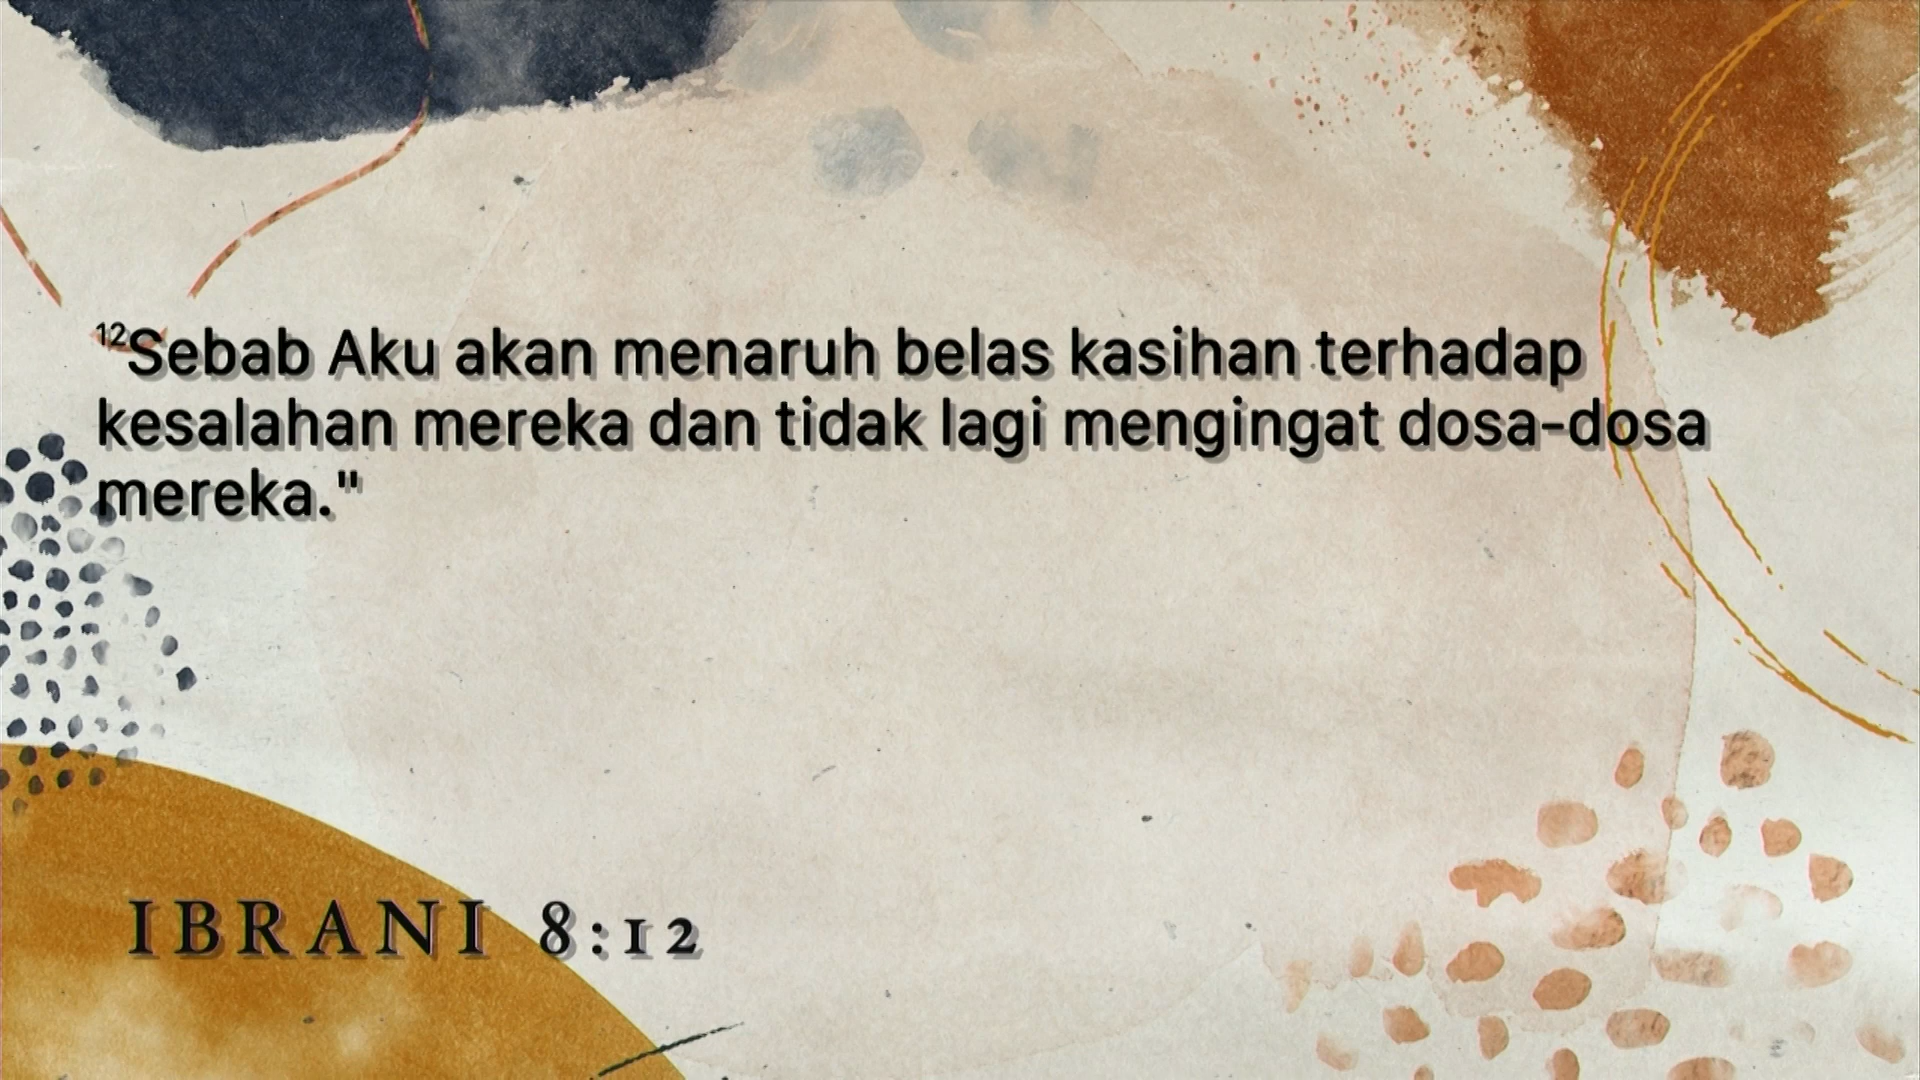 ¹²Sebab Aku akan menaruh belas kasihan terhadap
kesalahan mereka dan tidak lagi mengingat dosa-dosa
mereka."
IBRANI 8:12